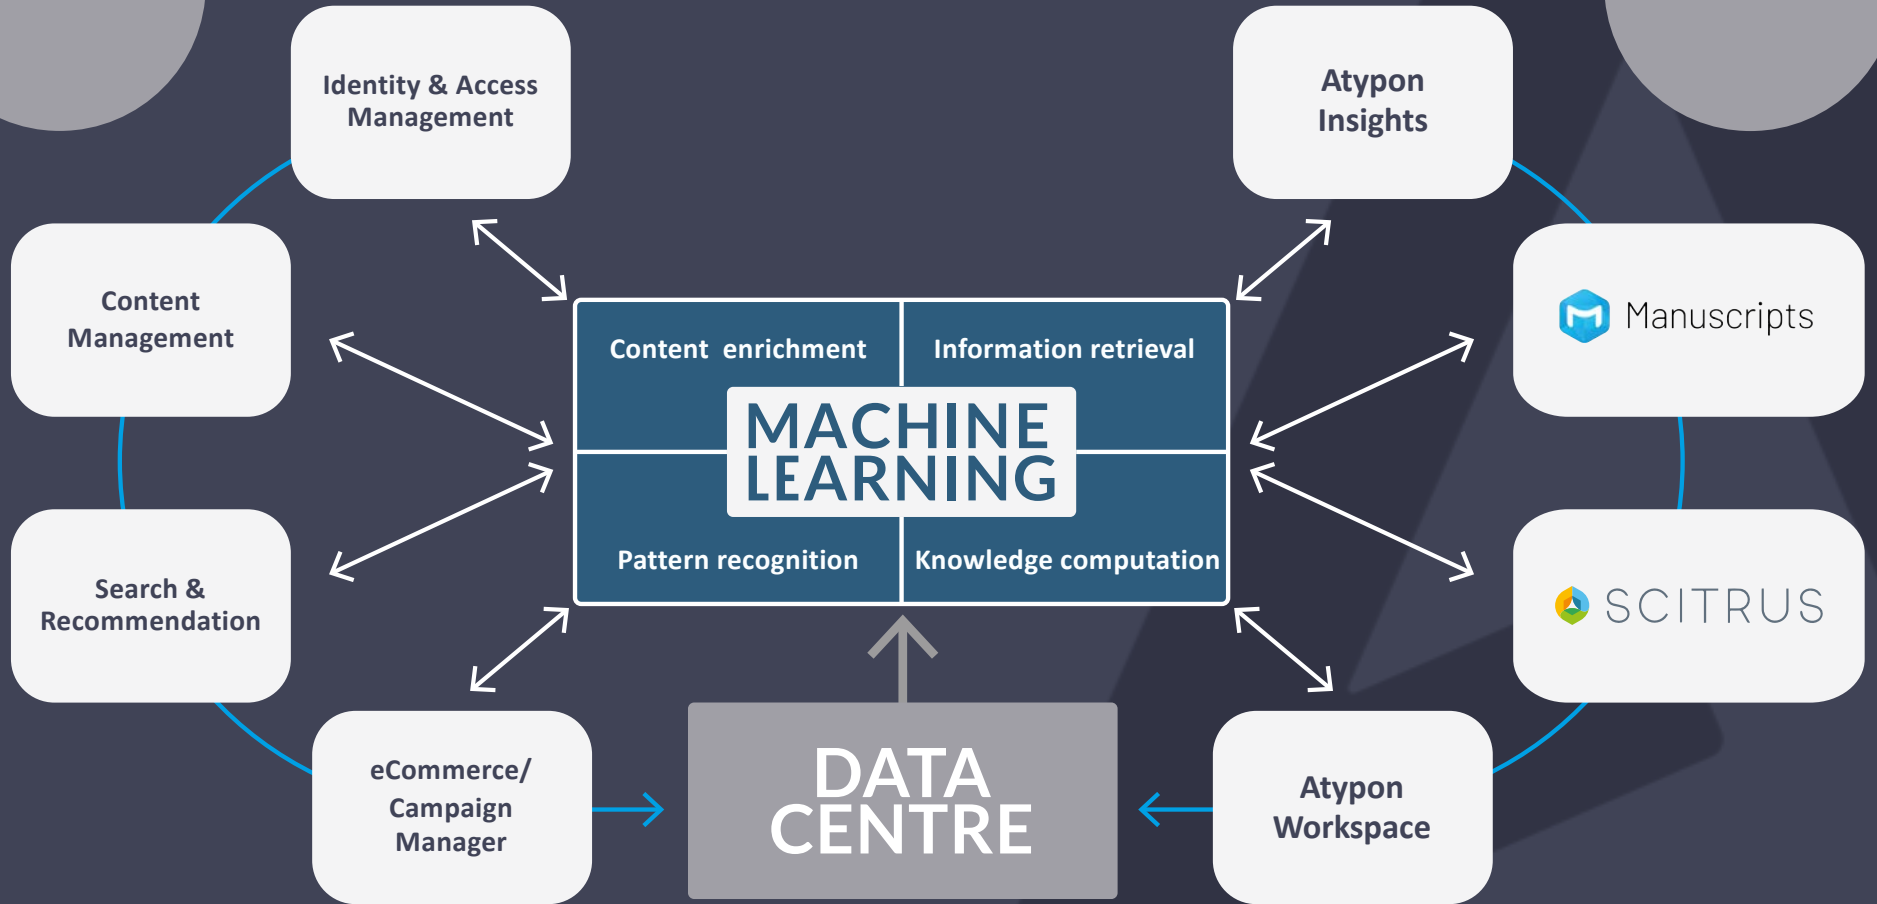 Identity & Access
Management
Atypon
Insights
Content
Management
Manuscripts
Content enrichment
Information retrieval
MACHINE
LEARNING
Pattern recognition
Knowledge computation
Search &
Recommendation
SCITRUS
eCommerce/
Campaign
Manager
DATA
CENTRE
Atypon
Workspace